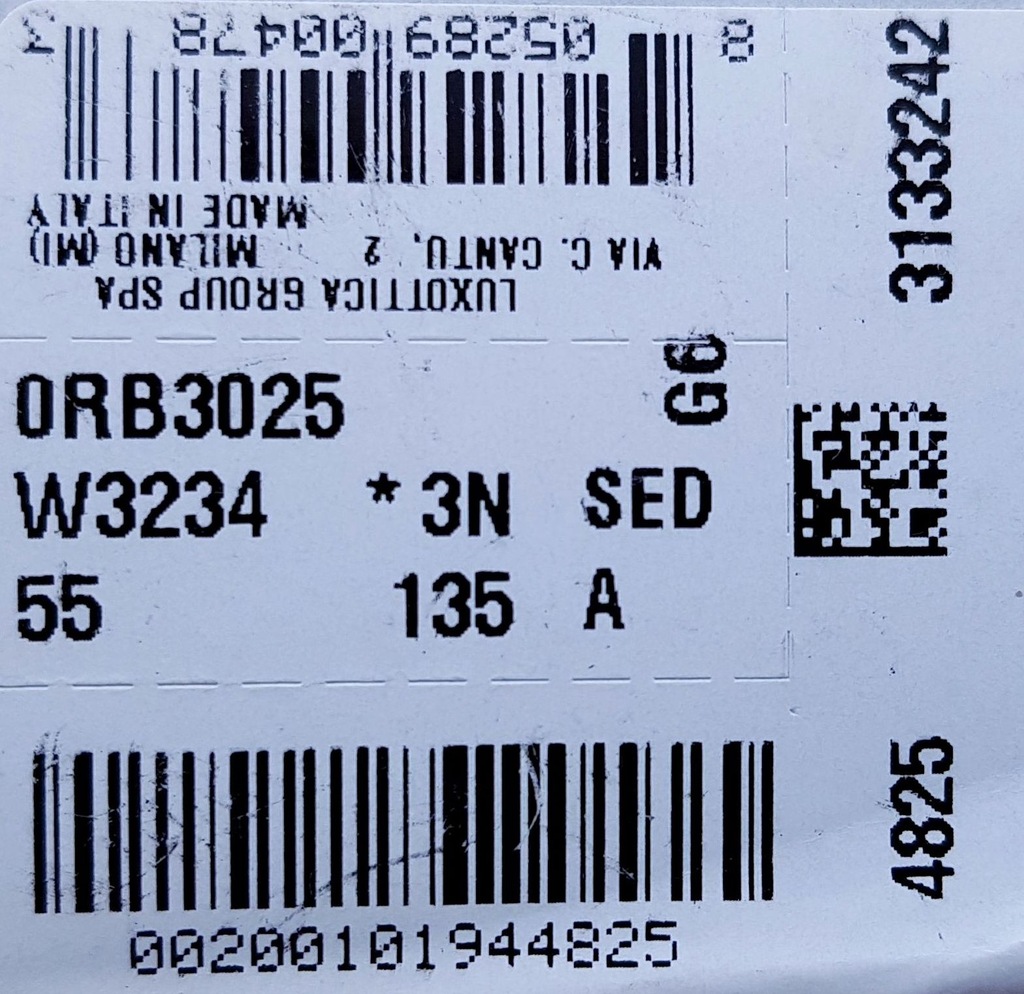 8 05289 00478 3
MADE IN ITALY
VIA C. CANTU, 2 MILANO (MI)
LUXOTTICA GROUP SPA
3133242
G6
0RB3025
W3234 *3N SED
55 135 A
4825
00200101944825